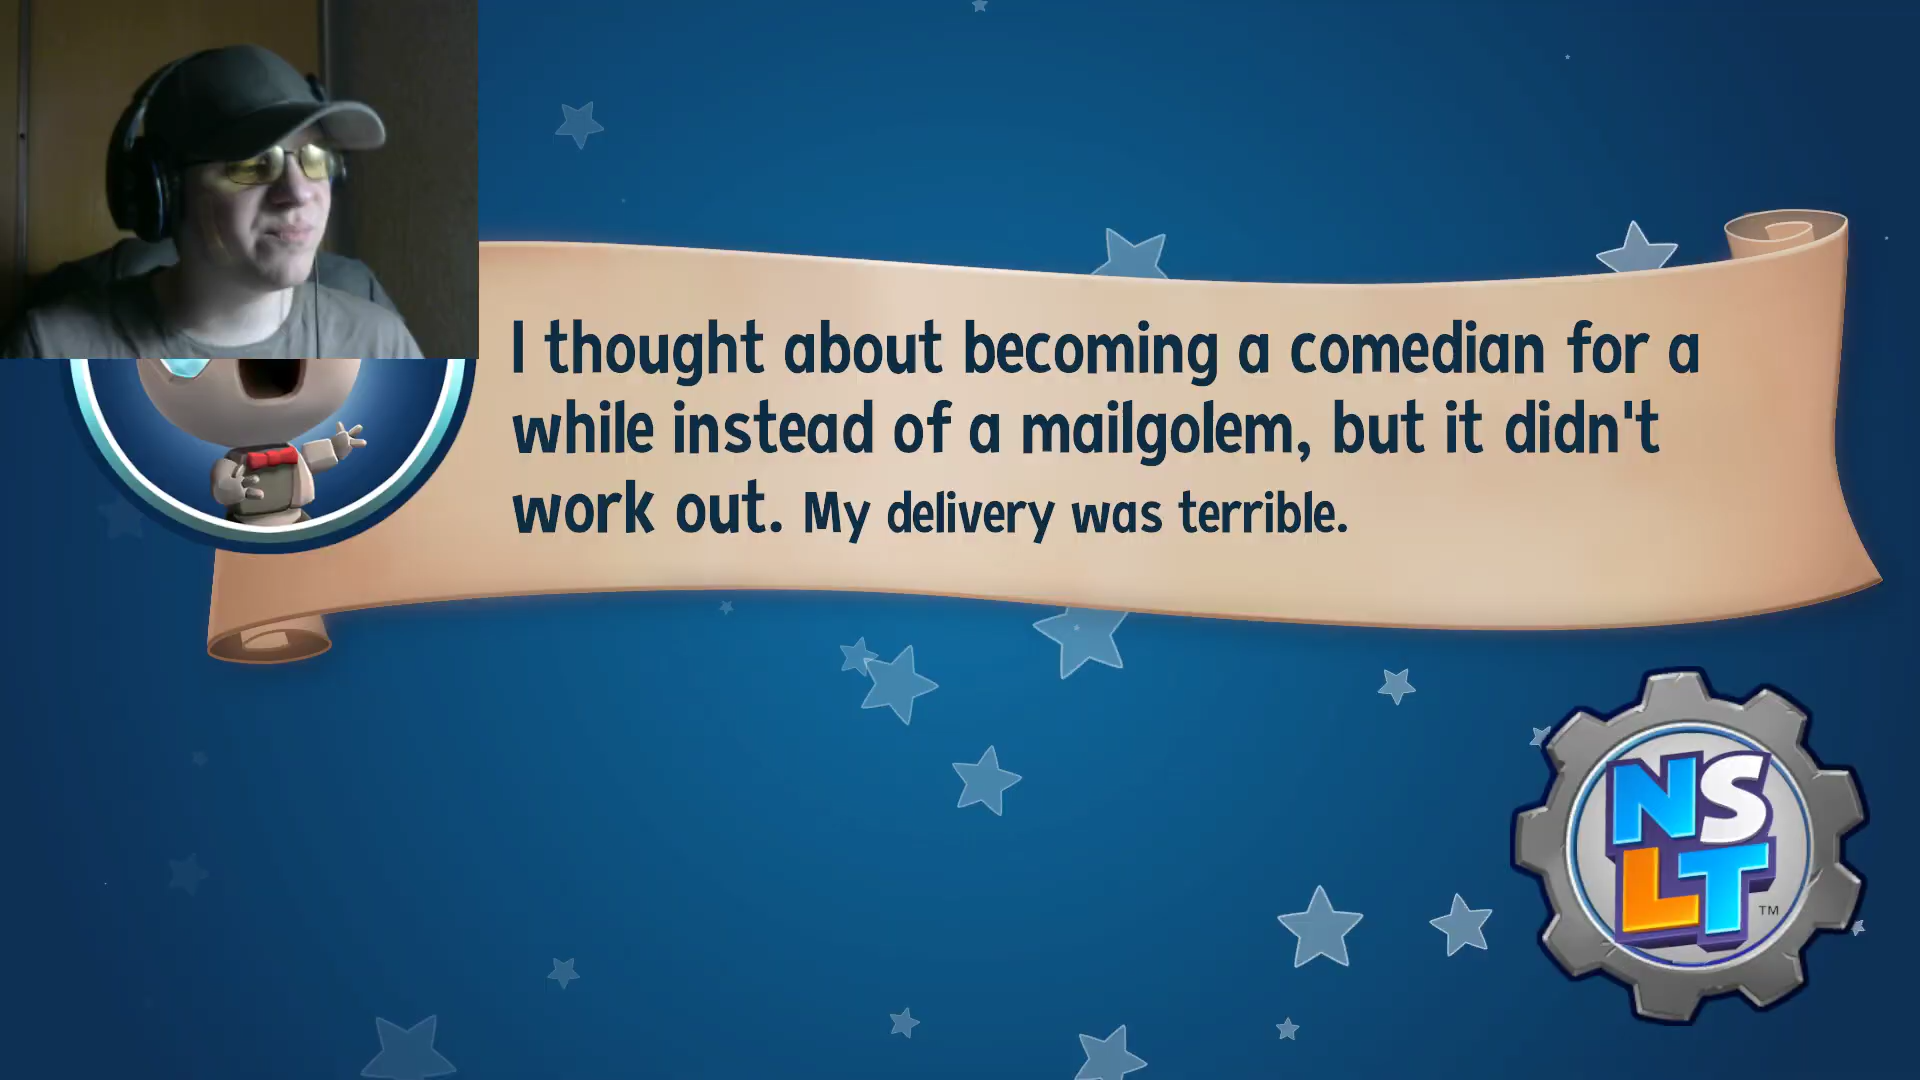 I thought about becoming a comedian for a
while instead of a mailgolem, but it didn't
work out. My delivery was terrible.
NS
LT
TM